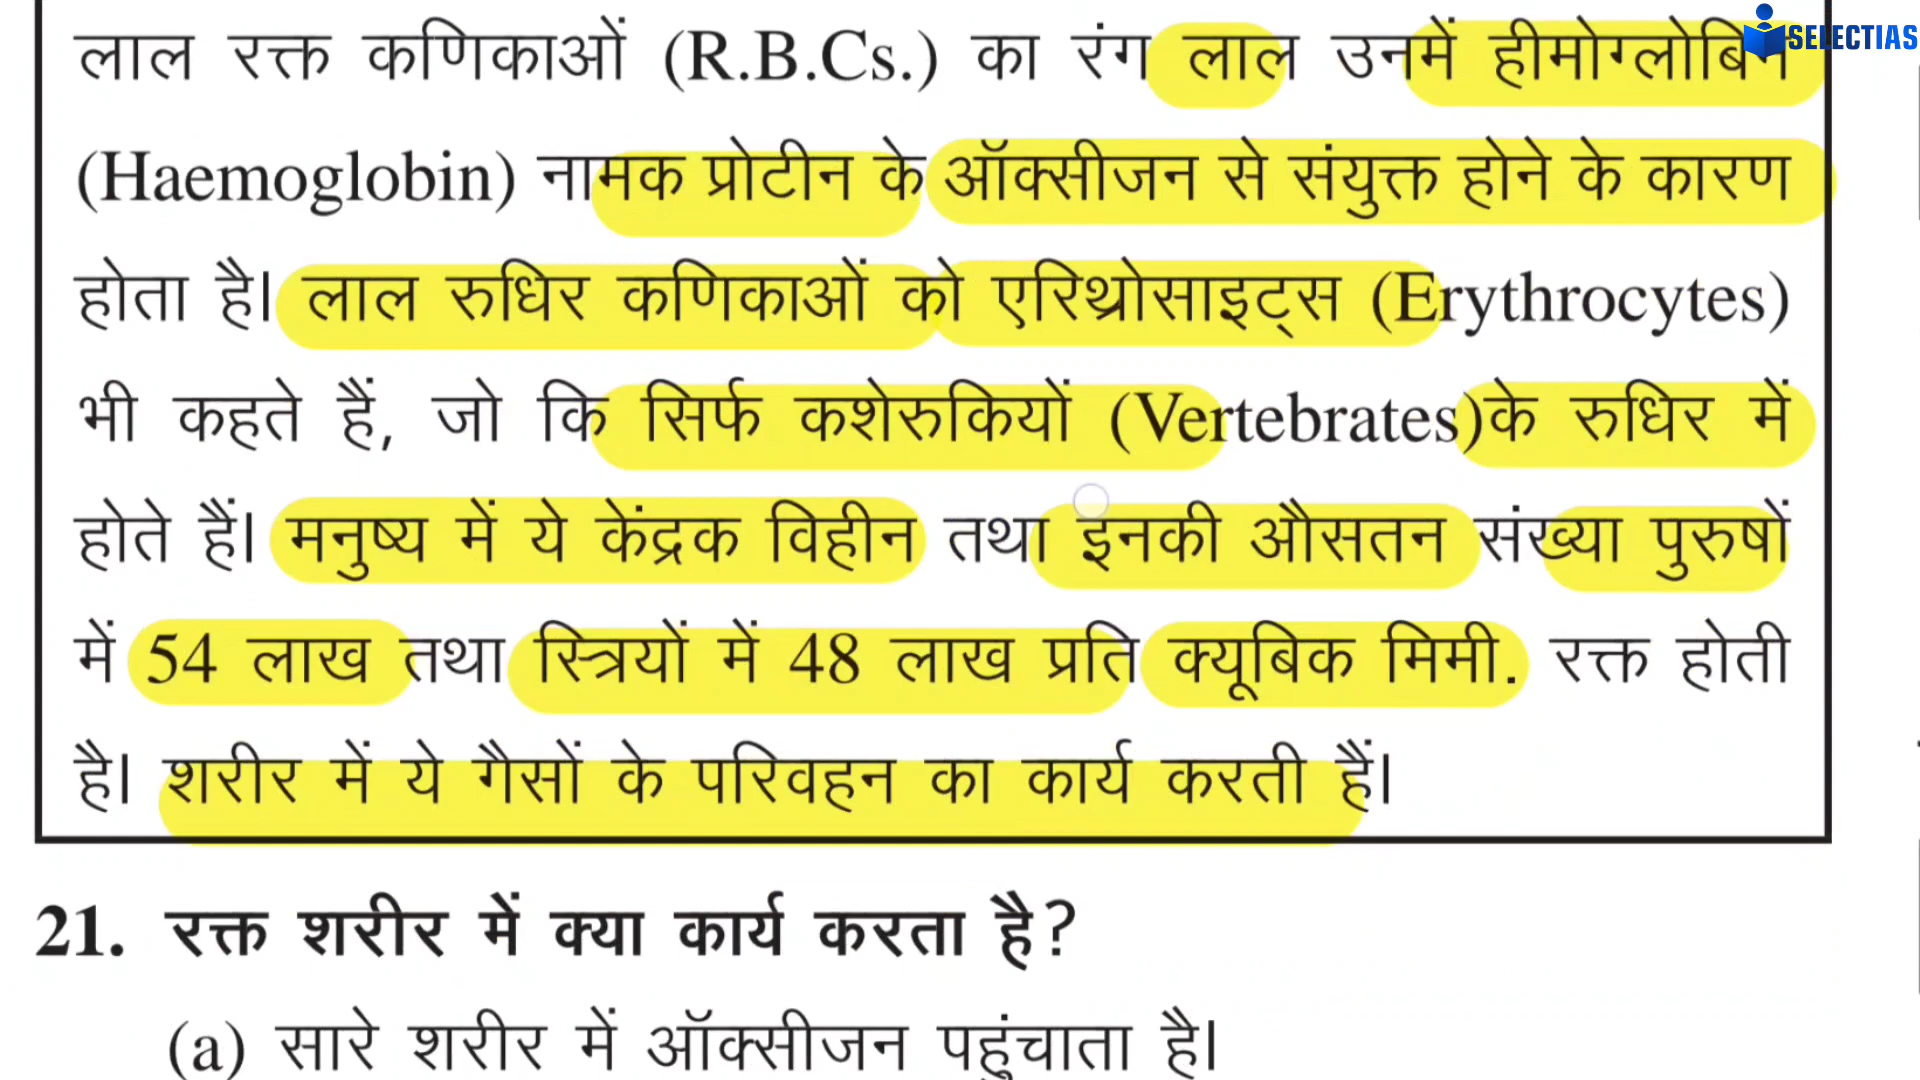 लाल रक्त कणिकाओं (R.B.Cs.) का रंग लाल उनमें हीमोग्लोबिन
SELECTIAS
(Haemoglobin) नामक प्रोटीन के ऑक्सीजन से संयुक्त होने के कारण
होता है। लाल रुधिर कणिकाओं को एरिथ्रोसाइट्स (Erythrocytes)
भी कहते हैं, जो कि सिर्फ कशेरुकियों (Vertebrates)के रुधिर में
होते हैं। मनुष्य में ये केंद्रक विहीन तथा इनकी औसतन संख्या पुरुषों
में 54 लाख तथा स्त्रियों में 48 लाख प्रति क्यूबिक मिमी. रक्त होती
है। शरीर में ये गैसों के परिवहन का कार्य करती हैं।
21. रक्त शरीर में क्या कार्य करता है?
(a) सारे शरीर में ऑक्सीजन पहुंचाता है।